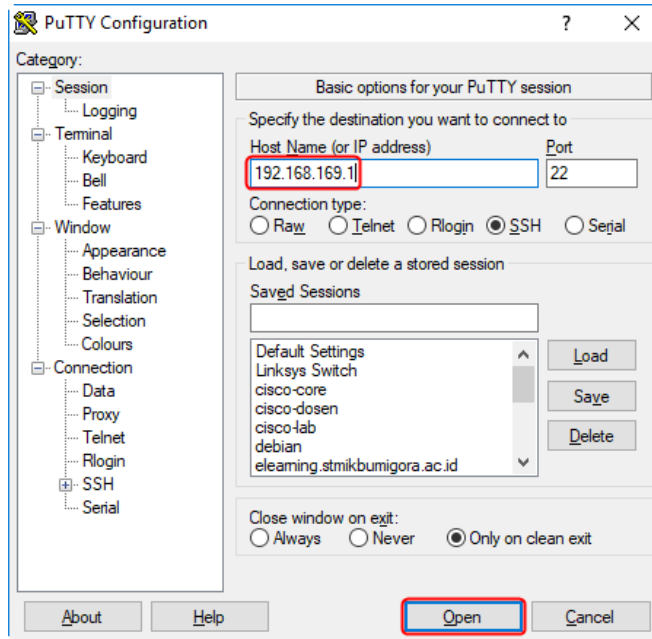 PuTTY Configuration
?
Category:
Session
Logging
Terminal
Keyboard
Bell
Features
Window
Appearance
Behaviour
Translation
Selection
Colours
Connection
Data
Proxy
Telnet
Rlogin
SSH
Serial
Basic options for your PuTTY session
Specify the destination you want to connect to
Host Name (or IP address) Port
192.168.169.1 22
Connection type:
Raw Telnet Rlogin SSH Serial
Load, save or delete a stored session
Saved Sessions
Default Settings
Linksys Switch
cisco-core
cisco-dosen
cisco-lab
debian
elearning.stmikbumigora.ac.id
Load
Save
Delete
Close window on exit:
Always Never Only on clean exit
About Help Open Cancel